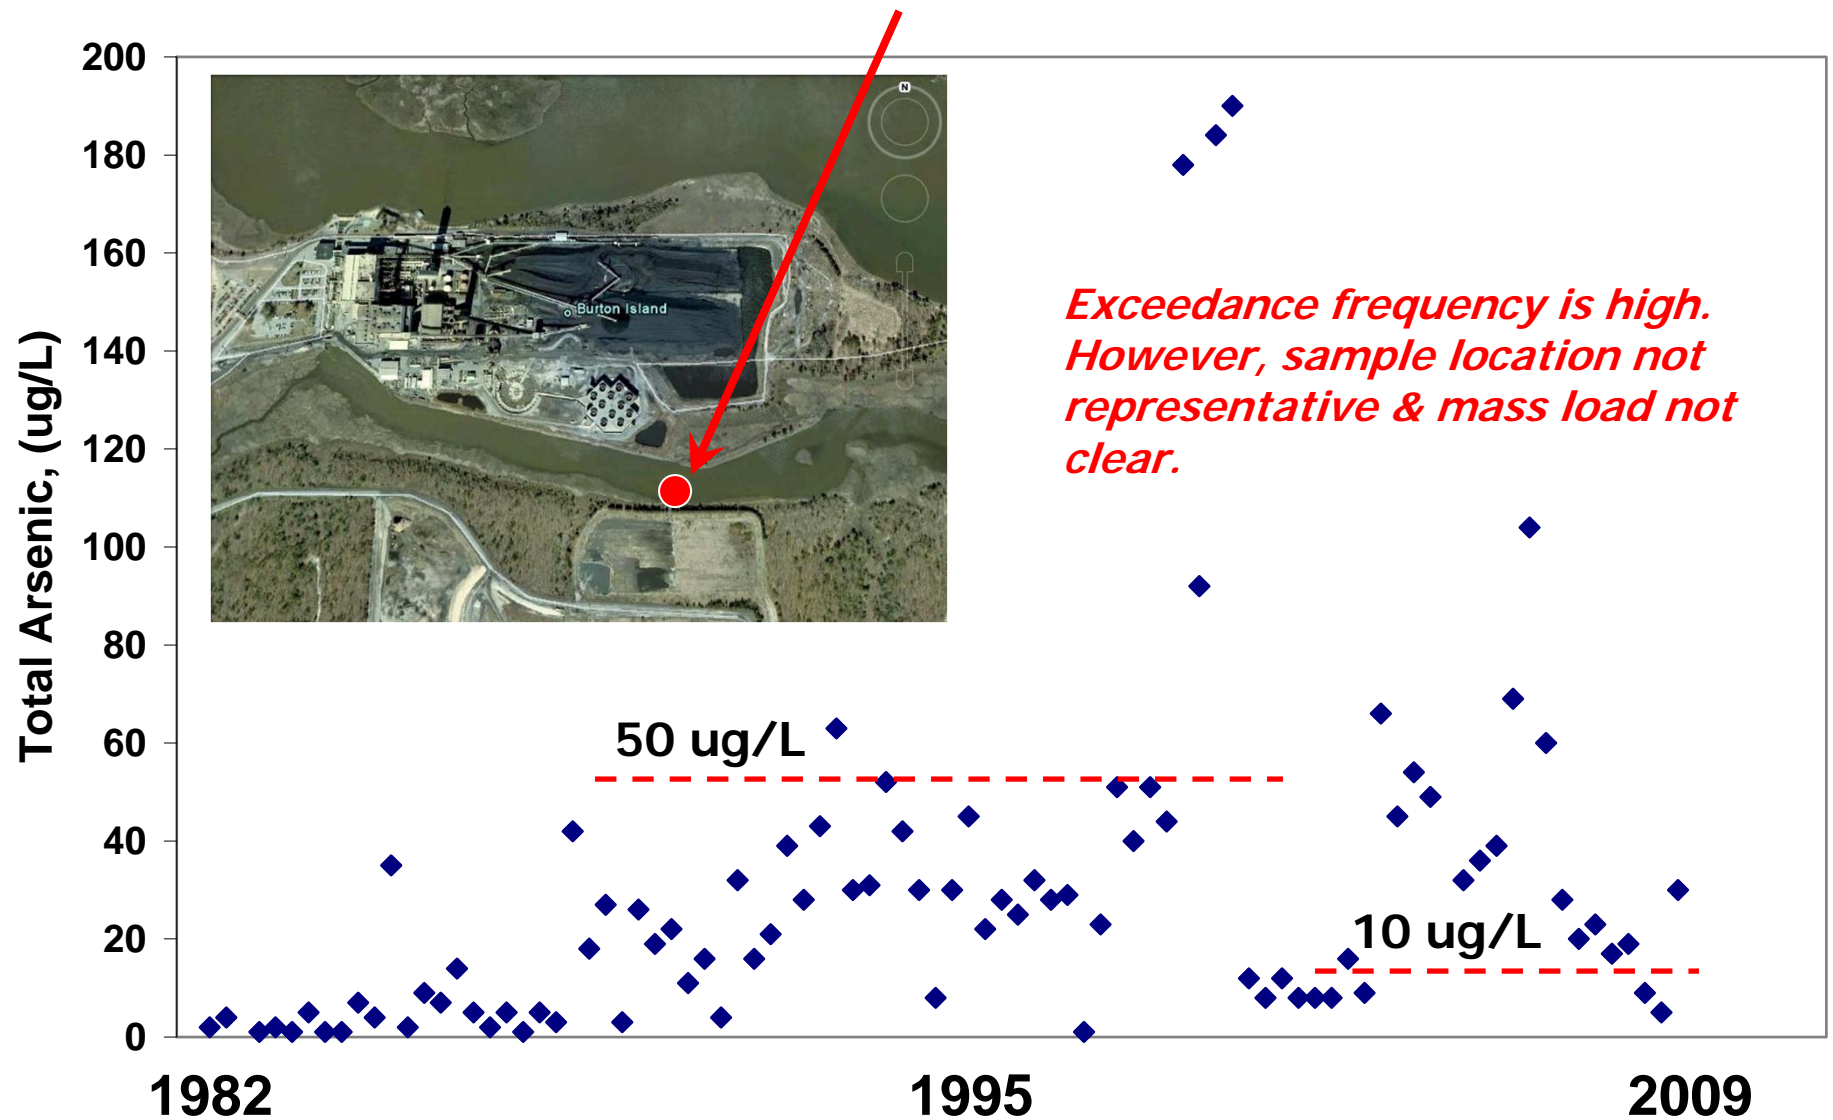 Total Arsenic, (ug/L)
200
180
160
140
120
100
80
60
40
20
0
N
Burton Island
Exceedance frequency is high.
However, sample location not
representative & mass load not
clear.
50 ug/L
10 ug/L
1982
1995
2009